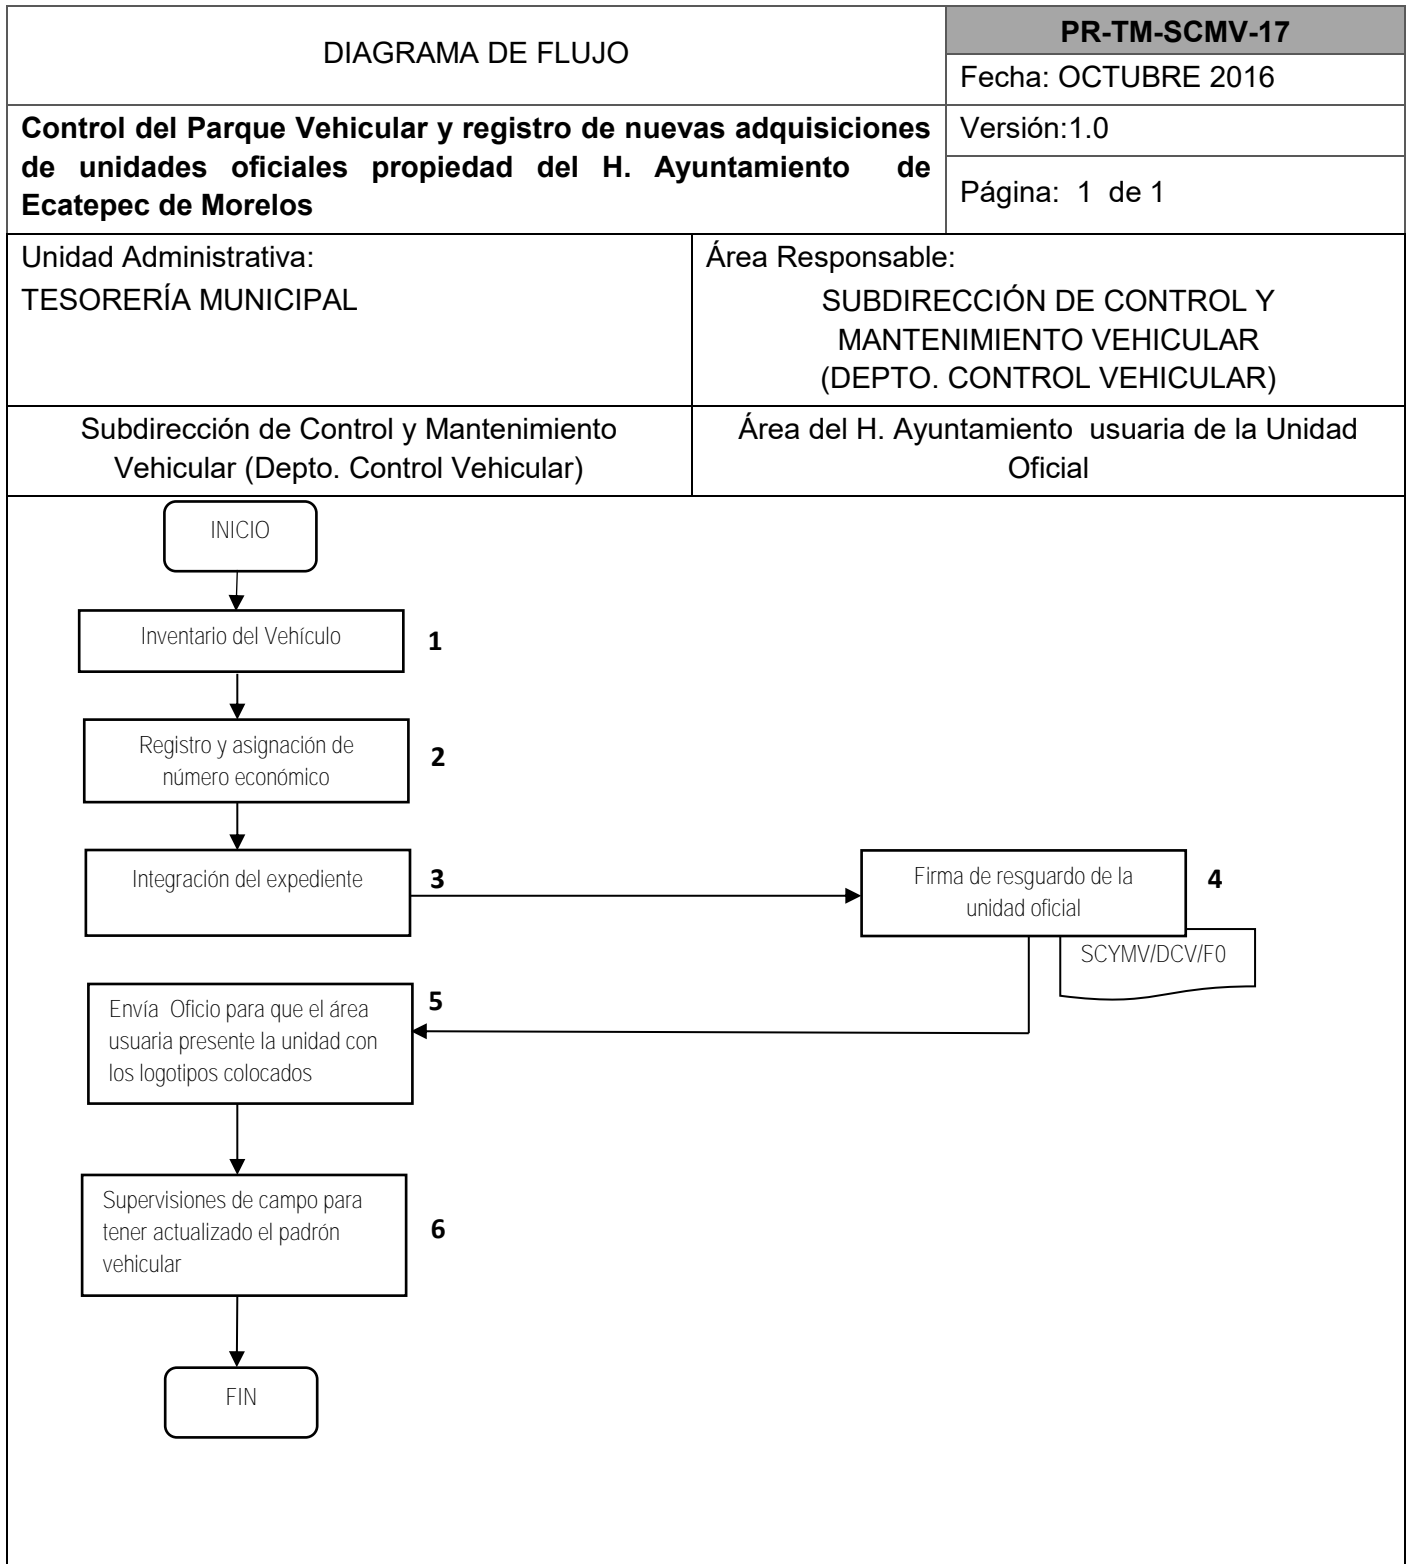 DIAGRAMA DE FLUJO
PR-TM-SCMV-17
Fecha: OCTUBRE 2016
Control del Parque Vehicular y registro de nuevas adquisiciones
de unidades oficiales propiedad del H. Ayuntamiento de
Ecatepec de Morelos
Versión:1.0
Página: 1 de 1
Unidad Administrativa:
TESORERÍA MUNICIPAL
Área Responsable:
SUBDIRECCIÓN DE CONTROL Y
MANTENIMIENTO VEHICULAR
(DEPTO. CONTROL VEHICULAR)
Subdirección de Control y Mantenimiento
Vehicular (Depto. Control Vehicular)
Área del H. Ayuntamiento usuaria de la Unidad
Oficial
INICIO
Inventario del Vehículo
1
Registro y asignación de
número económico
2
Integración del expediente
3
Firma de resguardo de la
unidad oficial
4
SCYMV/DCV/F0
Envía Oficio para que el área
usuaria presente la unidad con
los logotipos colocados
5
Supervisiones de campo para
tener actualizado el padrón
vehicular
6
FIN